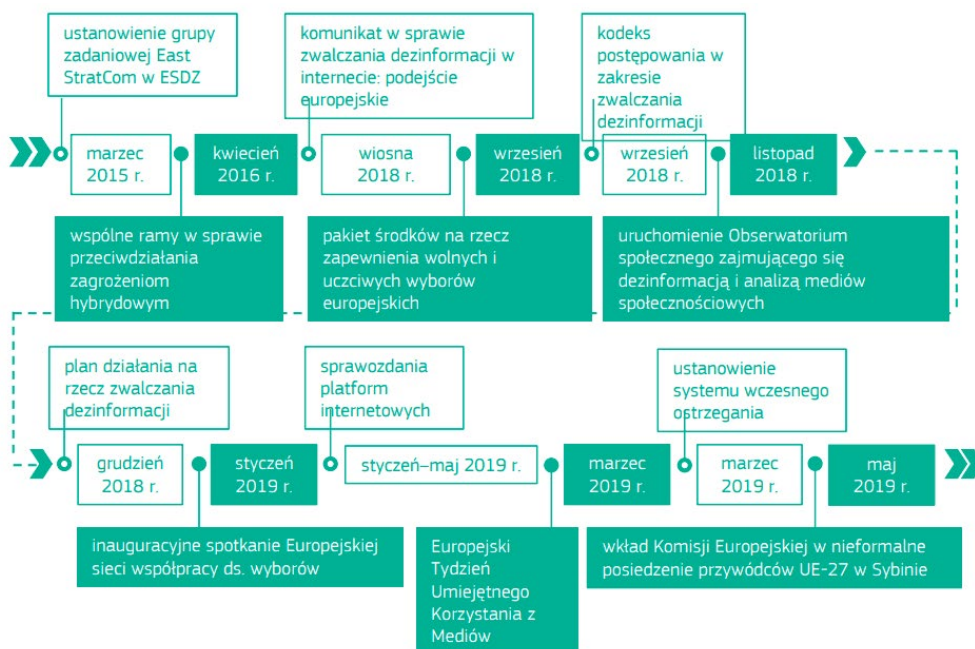 ustanowienie grupy
zadaniowej East
StratCom w ESDZ
komunikat w sprawie
zwalczania dezinformacji w
internecie: podejście
europejskie
kodeks
postępowania w
zakresie
zwalczania
dezinformacji
marzec
2015 r.
kwiecień
2016 r.
wiosna
2018 r.
wrzesień
2018 r.
wrzesień
2018 r.
listopad
2018 r.
wspólne ramy w sprawie
przeciwdziałania
zagrożeniom
hybrydowym
pakiet środków na rzecz
zapewnienia wolnych i
uczciwych wyborów
europejskich
uruchomienie Obserwatorium
społecznego zajmującego się
dezinformacją i analizą mediów
społecznościowych
plan działania na
rzecz zwalczania
dezinformacji
sprawozdania
platform
internetowych
ustanowienie
systemu wczesnego
ostrzegania
grudzień
2018 r.
styczeń
2019 r.
styczeń–maj 2019 r.
marzec
2019 r.
marzec
2019 r.
maj
2019 r.
inauguracyjne spotkanie Europejskiej
sieci współpracy ds. wyborów
Europejski
Tydzień
Umiejętnego
Korzystania z
Mediów
wkład Komisji Europejskiej w nieformalne
posiedzenie przywódców UE-27 w Sybinie